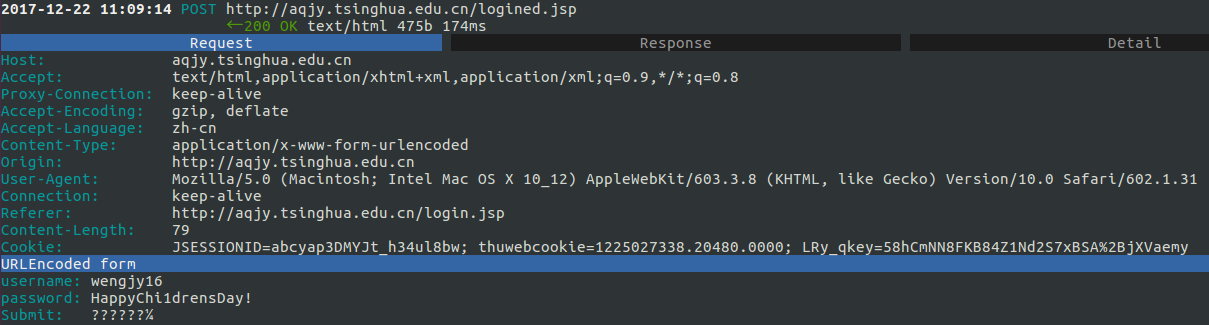 2017-12-22 11:09:14 POST http://aqjy.tsinghua.edu.cn/logined.jsp
←200 OK text/html 475b 174ms
Request Response Detail
Host: aqjy.tsinghua.edu.cn
Accept: text/html,application/xhtml+xml,application/xml;q=0.9,*/*;q=0.8
Proxy-Connection: keep-alive
Accept-Encoding: gzip, deflate
Accept-Language: zh-cn
Content-Type: application/x-www-form-urlencoded
Origin: http://aqjy.tsinghua.edu.cn
User-Agent: Mozilla/5.0 (Macintosh; Intel Mac OS X 10_12) AppleWebKit/603.3.8 (KHTML, like Gecko) Version/10.0 Safari/602.1.31
Connection: keep-alive
Referer: http://aqjy.tsinghua.edu.cn/login.jsp
Content-Length: 79
Cookie: JSESSIONID=abcyap3DMYJt_h34ul8bw; thuwebcookie=1225027338.20480.0000; LRy_qkey=58hCmNN8FKB84Z1Nd2S7xBSA%2BjXVaemy
URLEncoded form
username: wengjy16
password: HappyChi1drensDay!
Submit: ??????¼